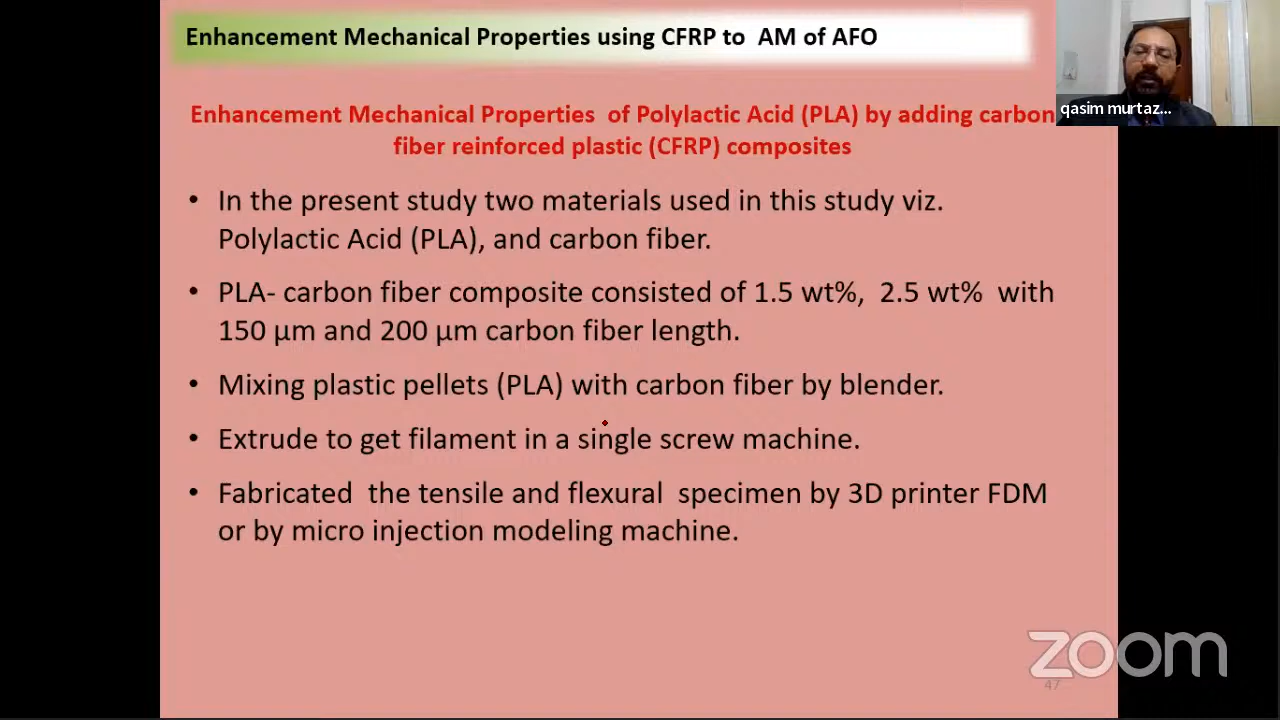 Enhancement Mechanical Properties using CFRP to AM of AFO
qasim murtaz...
Enhancement Mechanical Properties of Polylactic Acid (PLA) by adding carbon
fiber reinforced plastic (CFRP) composites
• In the present study two materials used in this study viz.
Polylactic Acid (PLA), and carbon fiber.
• PLA- carbon fiber composite consisted of 1.5 wt%, 2.5 wt% with
150 µm and 200 µm carbon fiber length.
• Mixing plastic pellets (PLA) with carbon fiber by blender.
• Extrude to get filament in a single screw machine.
• Fabricated the tensile and flexural specimen by 3D printer FDM
or by micro injection modeling machine.
zoom
47